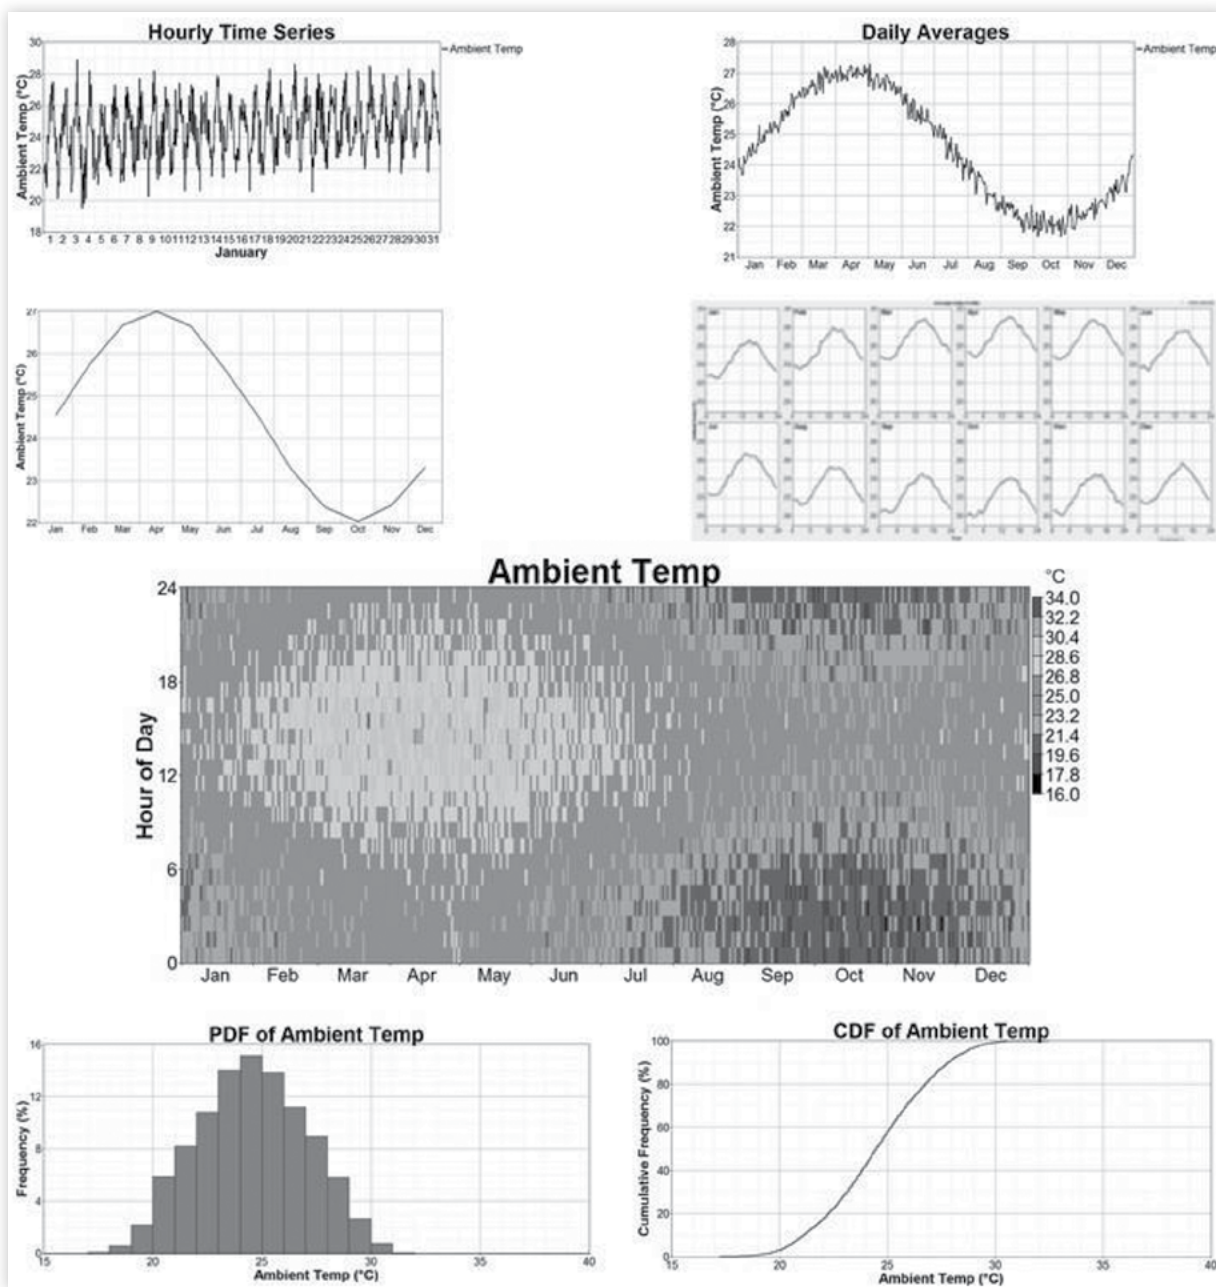 Hourly Time Series
Ambient Temp
Ambient Temp (°C)
30
28
26
24
22
20
18
1 2 3 4 5 6 7 8 9 10 11 12 13 14 15 16 17 18 19 20 21 22 23 24 25 26 27 28 29 30 31
January
Daily Averages
Ambient Temp
Ambient Temp (°C)
28
27
26
25
24
23
22
21
Jan Feb Mar Apr May Jun Jul Aug Sep Oct Nov Dec
Ambient Temp (°C)
27
26
25
24
23
22
Jan Feb Mar Apr May Jun Jul Aug Sep Oct Nov Dec
Ambient Temp
Hour of Day
24
18
12
6
0
Jan Feb Mar Apr May Jun Jul Aug Sep Oct Nov Dec
°C
34.0
32.2
30.4
28.6
26.8
25.0
23.2
21.4
19.6
17.8
16.0
PDF of Ambient Temp
Frequency (%)
16
12
8
4
0
15 20 25 30 35 40
Ambient Temp (°C)
CDF of Ambient Temp
Cumulative Frequency (%)
100
80
60
40
20
0
15 20 25 30 35 40
Ambient Temp (°C)